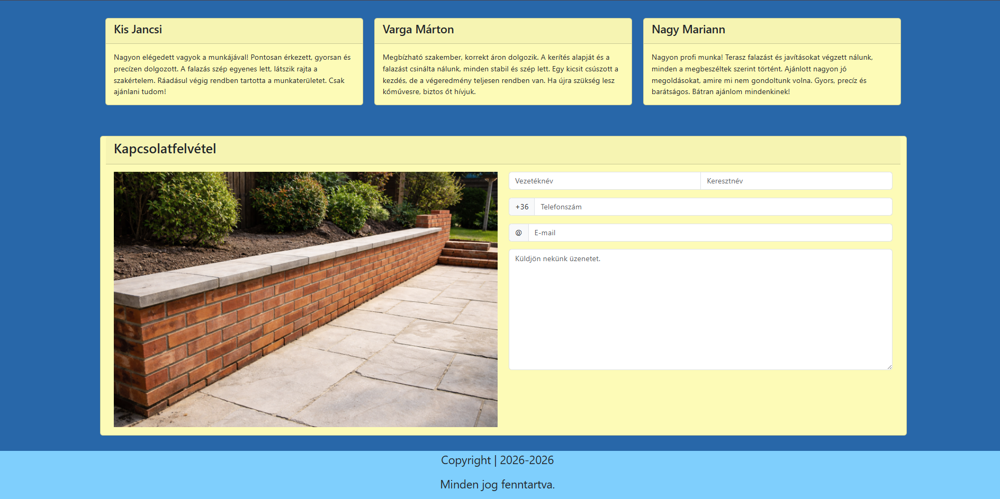 Kis Jancsi
Nagyon elégedett vagyok a munkájával! Pontosan érkezett, gyorsan és
precízen dolgozott. A falazás szép egyenes lett, látszik rajta a
szakértelem. Ráadásul végig rendben tartotta a munkaterületet. Csak
ajánlani tudom!
Varga Márton
Megbízható szakember, korrekt áron dolgozik. A kerítés alapját és a
falazást csinálta nálunk, minden stabil és szép lett. Egy kicsit csúszott a
kezdés, de a végeredmény teljesen rendben van. Ha újra szükség lesz
kőművesre, biztos őt hívjuk.
Nagy Mariann
Nagyon profi munka! Terasz falazást és javításokat végzett nálunk,
minden a megbeszéltek szerint történt. Ajánlott nagyon jó
megoldásokat, amire mi nem gondoltunk volna. Gyors, precíz és
barátságos. Bátran ajánlom mindenkinek!
Kapcsolatfelvétel
Vezetéknév
Keresztnév
+36 Telefonszám
@ E-mail
Küldjön nekünk üzenetet.
Copyright | 2026-2026
Minden jog fenntartva.